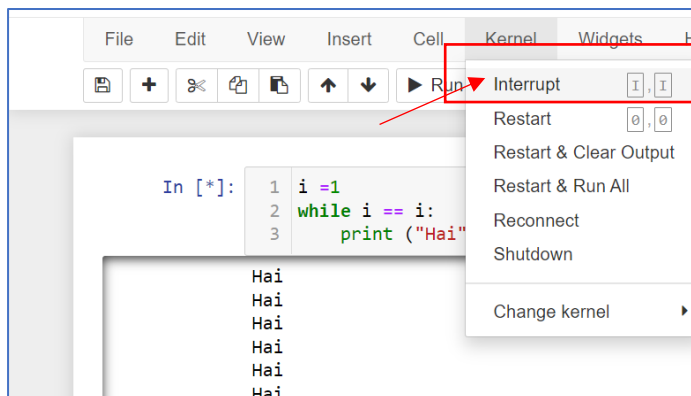 File Edit View Insert Cell Kernel Widgets
Run
Interrupt I , I
Restart 0 , 0
Restart & Clear Output
Restart & Run All
Reconnect
Shutdown
Change kernel
In [*]:
1 i =1
2 while i == i:
3 print ("Hai"
Hai
Hai
Hai
Hai
Hai
Hai